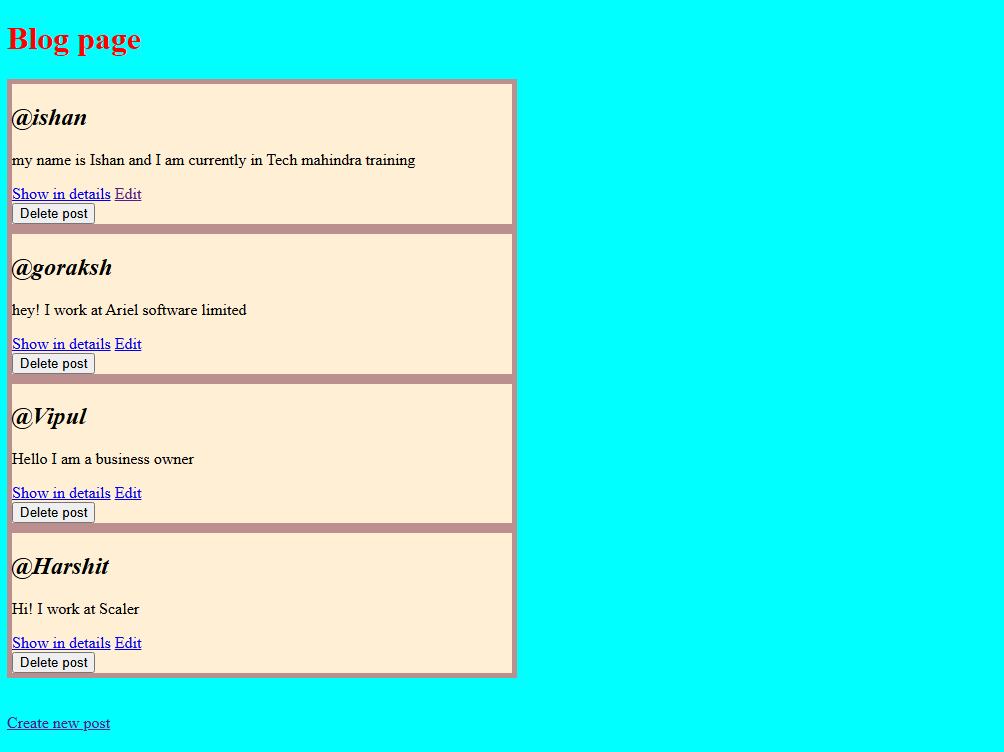 Blog page
@ishan
my name is Ishan and I am currently in Tech mahindra training
Show in details Edit
Delete post
@goraksh
hey! I work at Ariel software limited
Show in details Edit
Delete post
@Vipul
Hello I am a business owner
Show in details Edit
Delete post
@Harshit
Hi! I work at Scaler
Show in details Edit
Delete post
Create new post